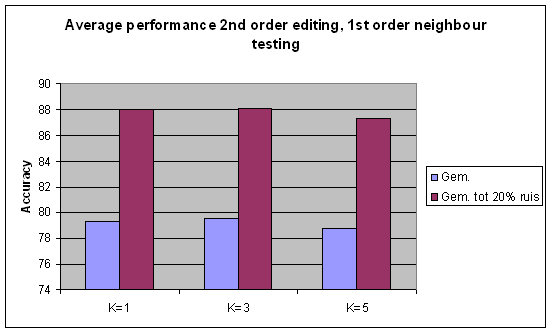 Average performance 2nd order editing, 1st order neighbour
testing
90
88
86
84
82
80
78
76
74
Accuracy
K=1
K=3
K=5
Gem.
Gem. tot 20% ruis